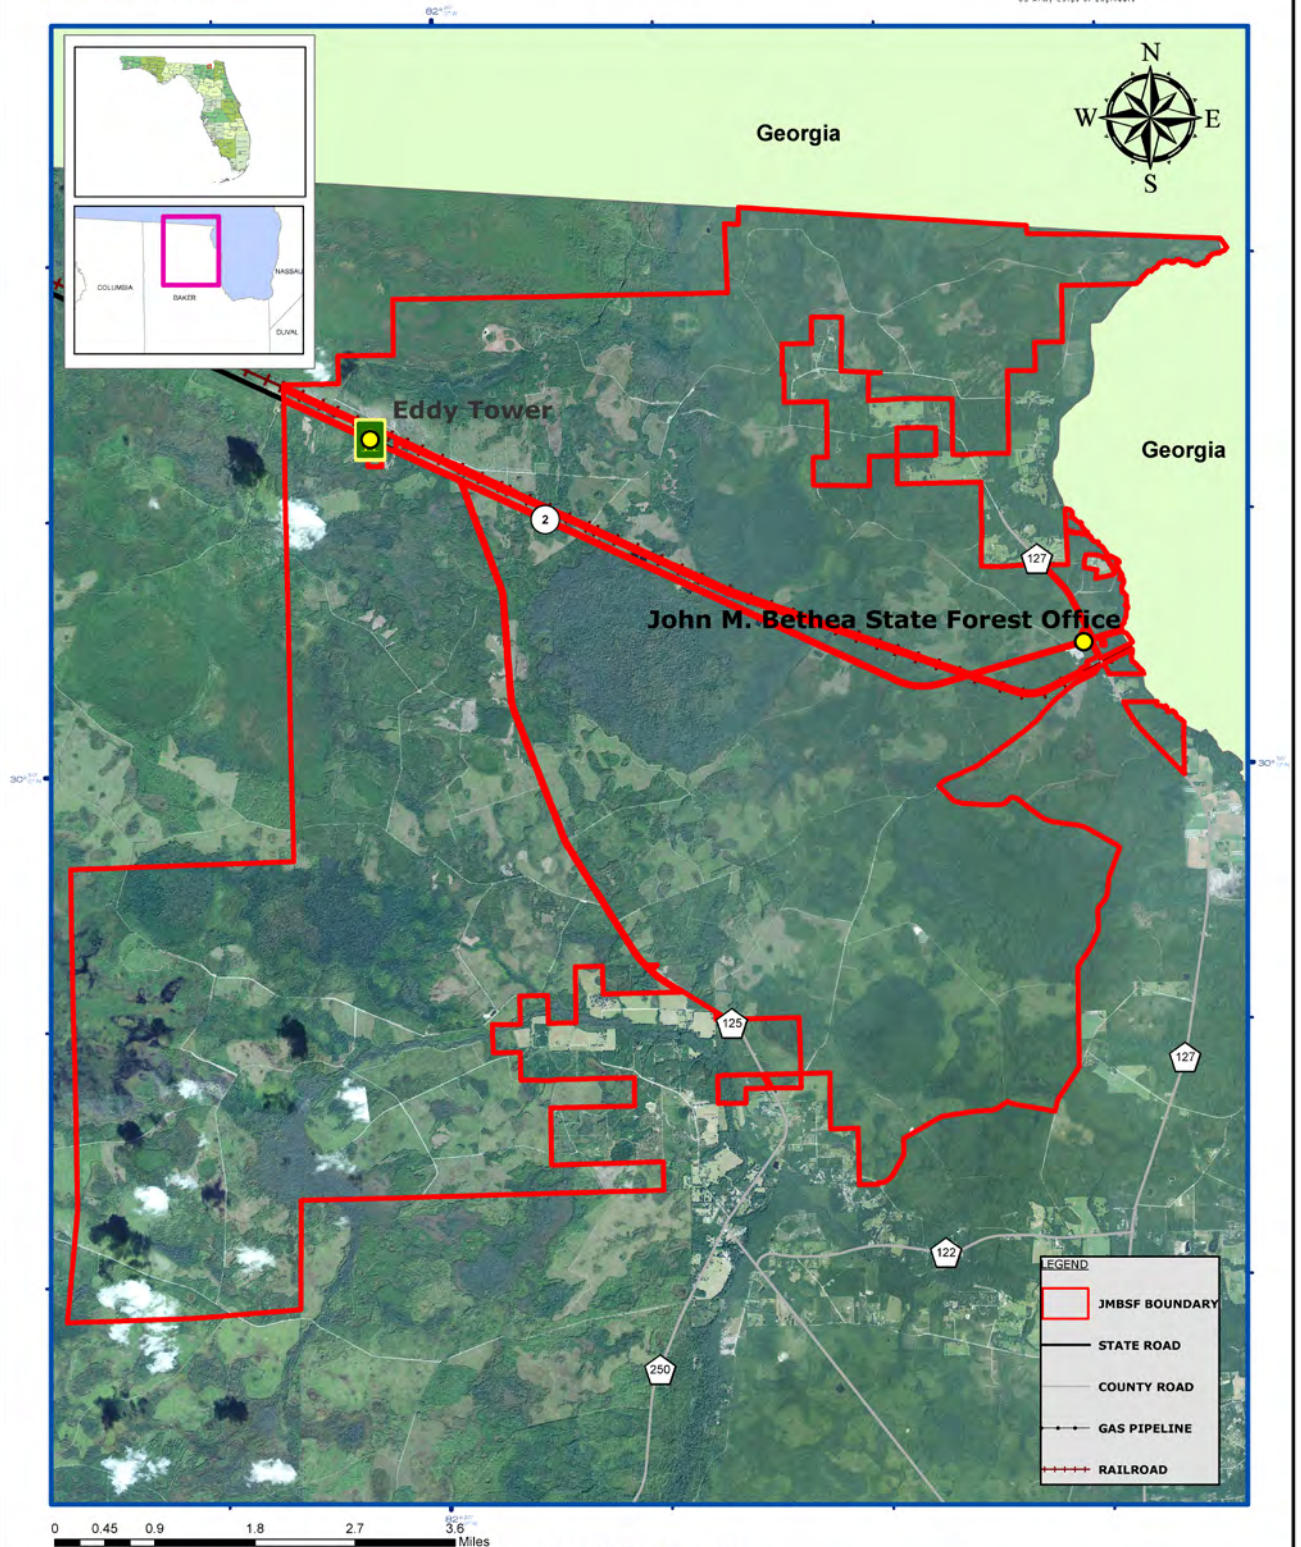 Georgia
N
W E
S
COLUMBIA
BAKER
NASSAU
DUVAL
Eddy Tower
Georgia
2
127
John M. Bethea State Forest Office
125
127
122
250
LEGEND
JMBSF BOUNDARY
STATE ROAD
COUNTY ROAD
GAS PIPELINE
RAILROAD
0 0.45 0.9 1.8 2.7 3.6
Miles